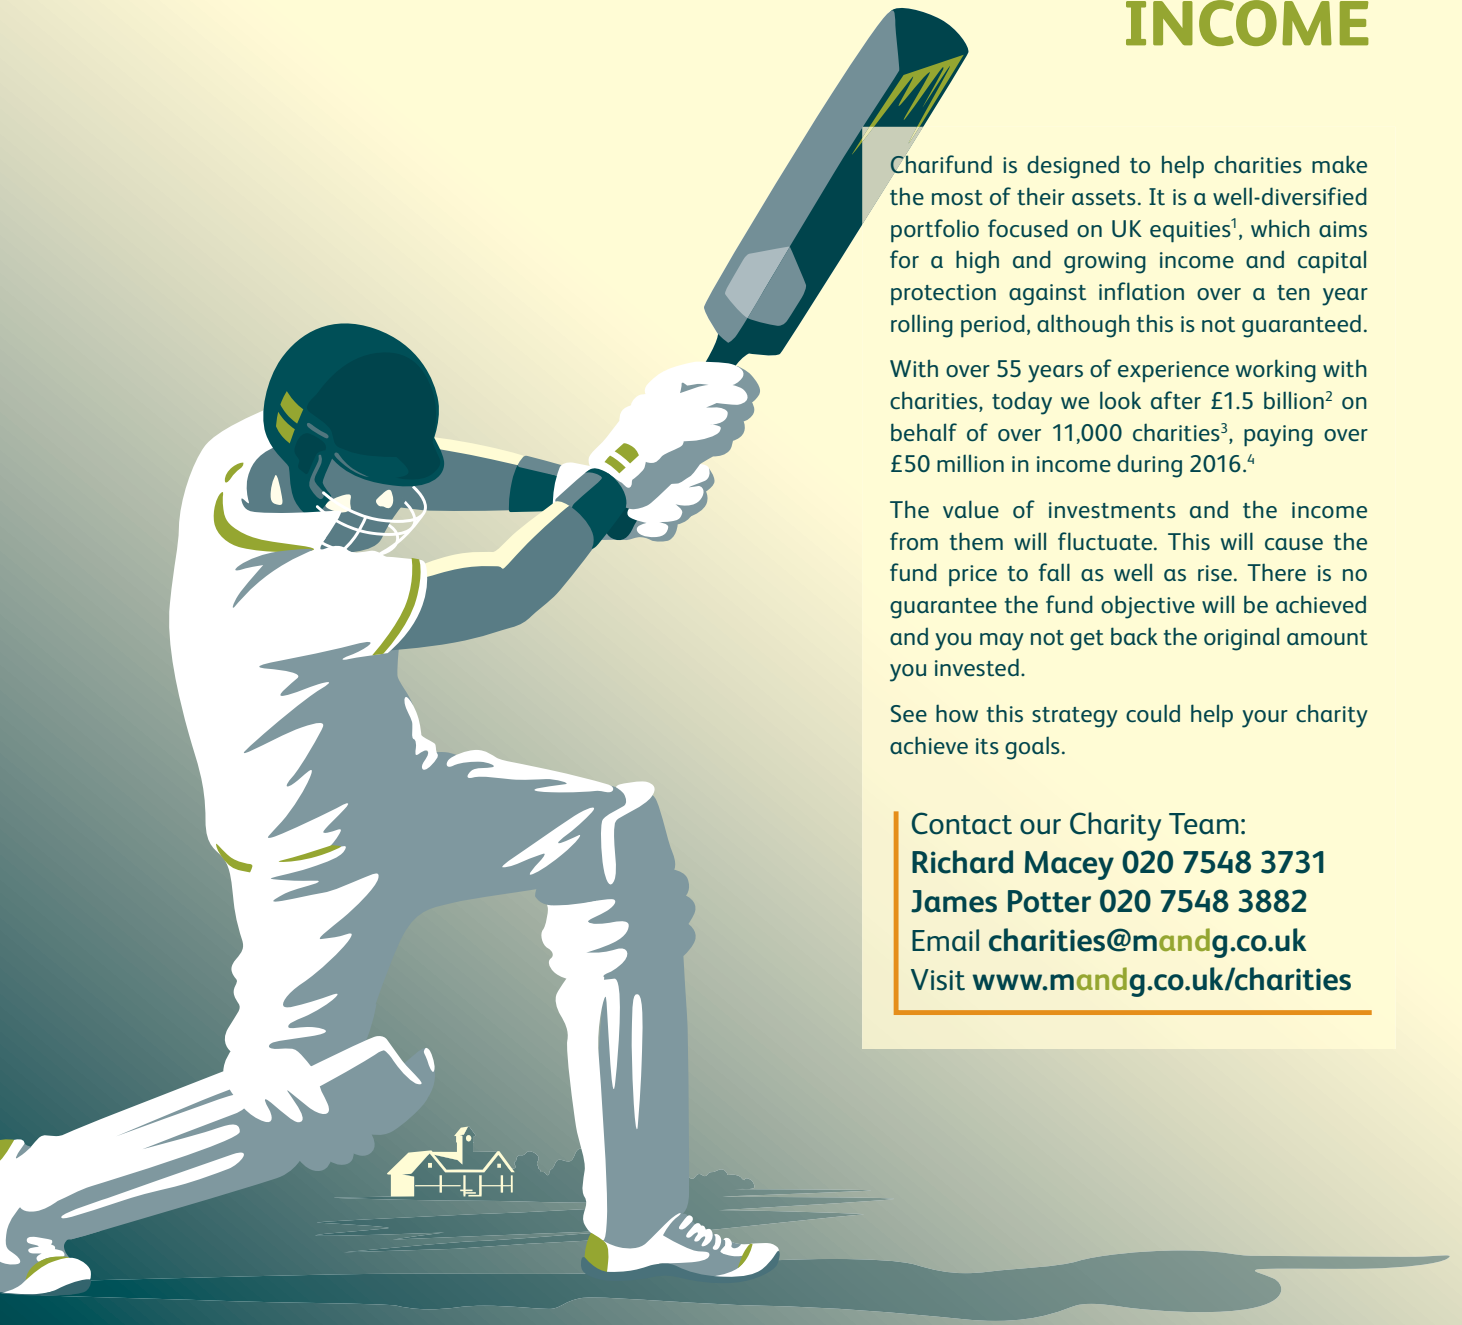 INCOME
Charifund is designed to help charities make
the most of their assets. It is a well-diversified
portfolio focused on UK equities¹, which aims
for a high and growing income and capital
protection against inflation over a ten year
rolling period, although this is not guaranteed.
With over 55 years of experience working with
charities, today we look after £1.5 billion² on
behalf of over 11,000 charities³, paying over
£50 million in income during 2016.⁴
The value of investments and the income
from them will fluctuate. This will cause the
fund price to fall as well as rise. There is no
guarantee the fund objective will be achieved
and you may not get back the original amount
you invested.
See how this strategy could help your charity
achieve its goals.
Contact our Charity Team:
Richard Macey 020 7548 3731
James Potter 020 7548 3882
Email charities@mandg.co.uk
Visit www.mandg.co.uk/charities